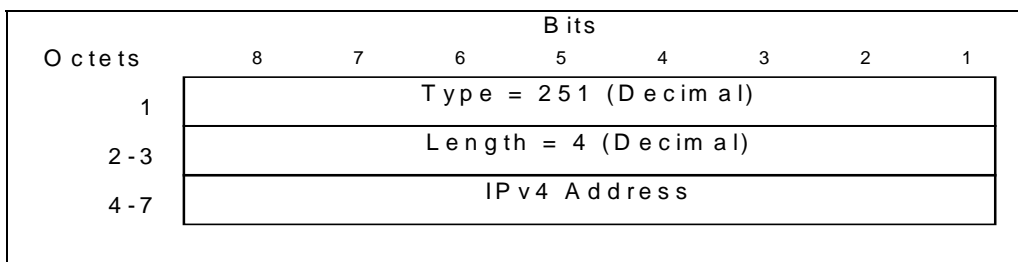 Bits
Octets 8 7 6 5 4 3 2 1
1 Type = 251 (Decimal)
2-3 Length = 4 (Decimal)
4-7 IPv4 Address